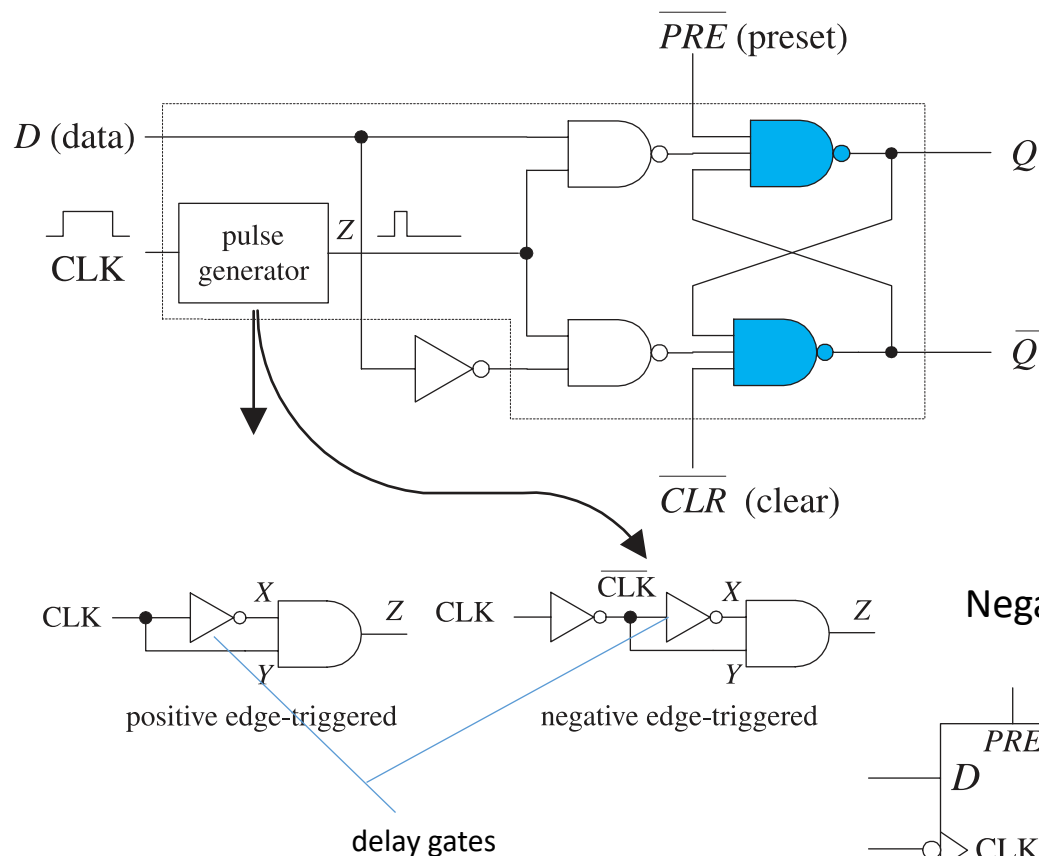 PRE (preset)
D (data)
Q
CLK
pulse
generator
Z
Q
CLR (clear)
CLK
X
Y
Z
positive edge-triggered
CLK
CLK
X
Y
Z
negative edge-triggered
delay gates
Nega
PRE
D
CLK